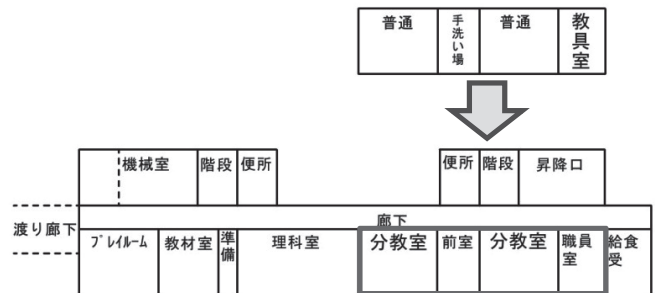 普通 手洗い場 普通 教具室
機械室 階段 便所 便所 階段 昇降口
渡り廊下 廊下
プレイルーム 教材室 準備 理科室 分教室 前室 分教室 職員室 給食受